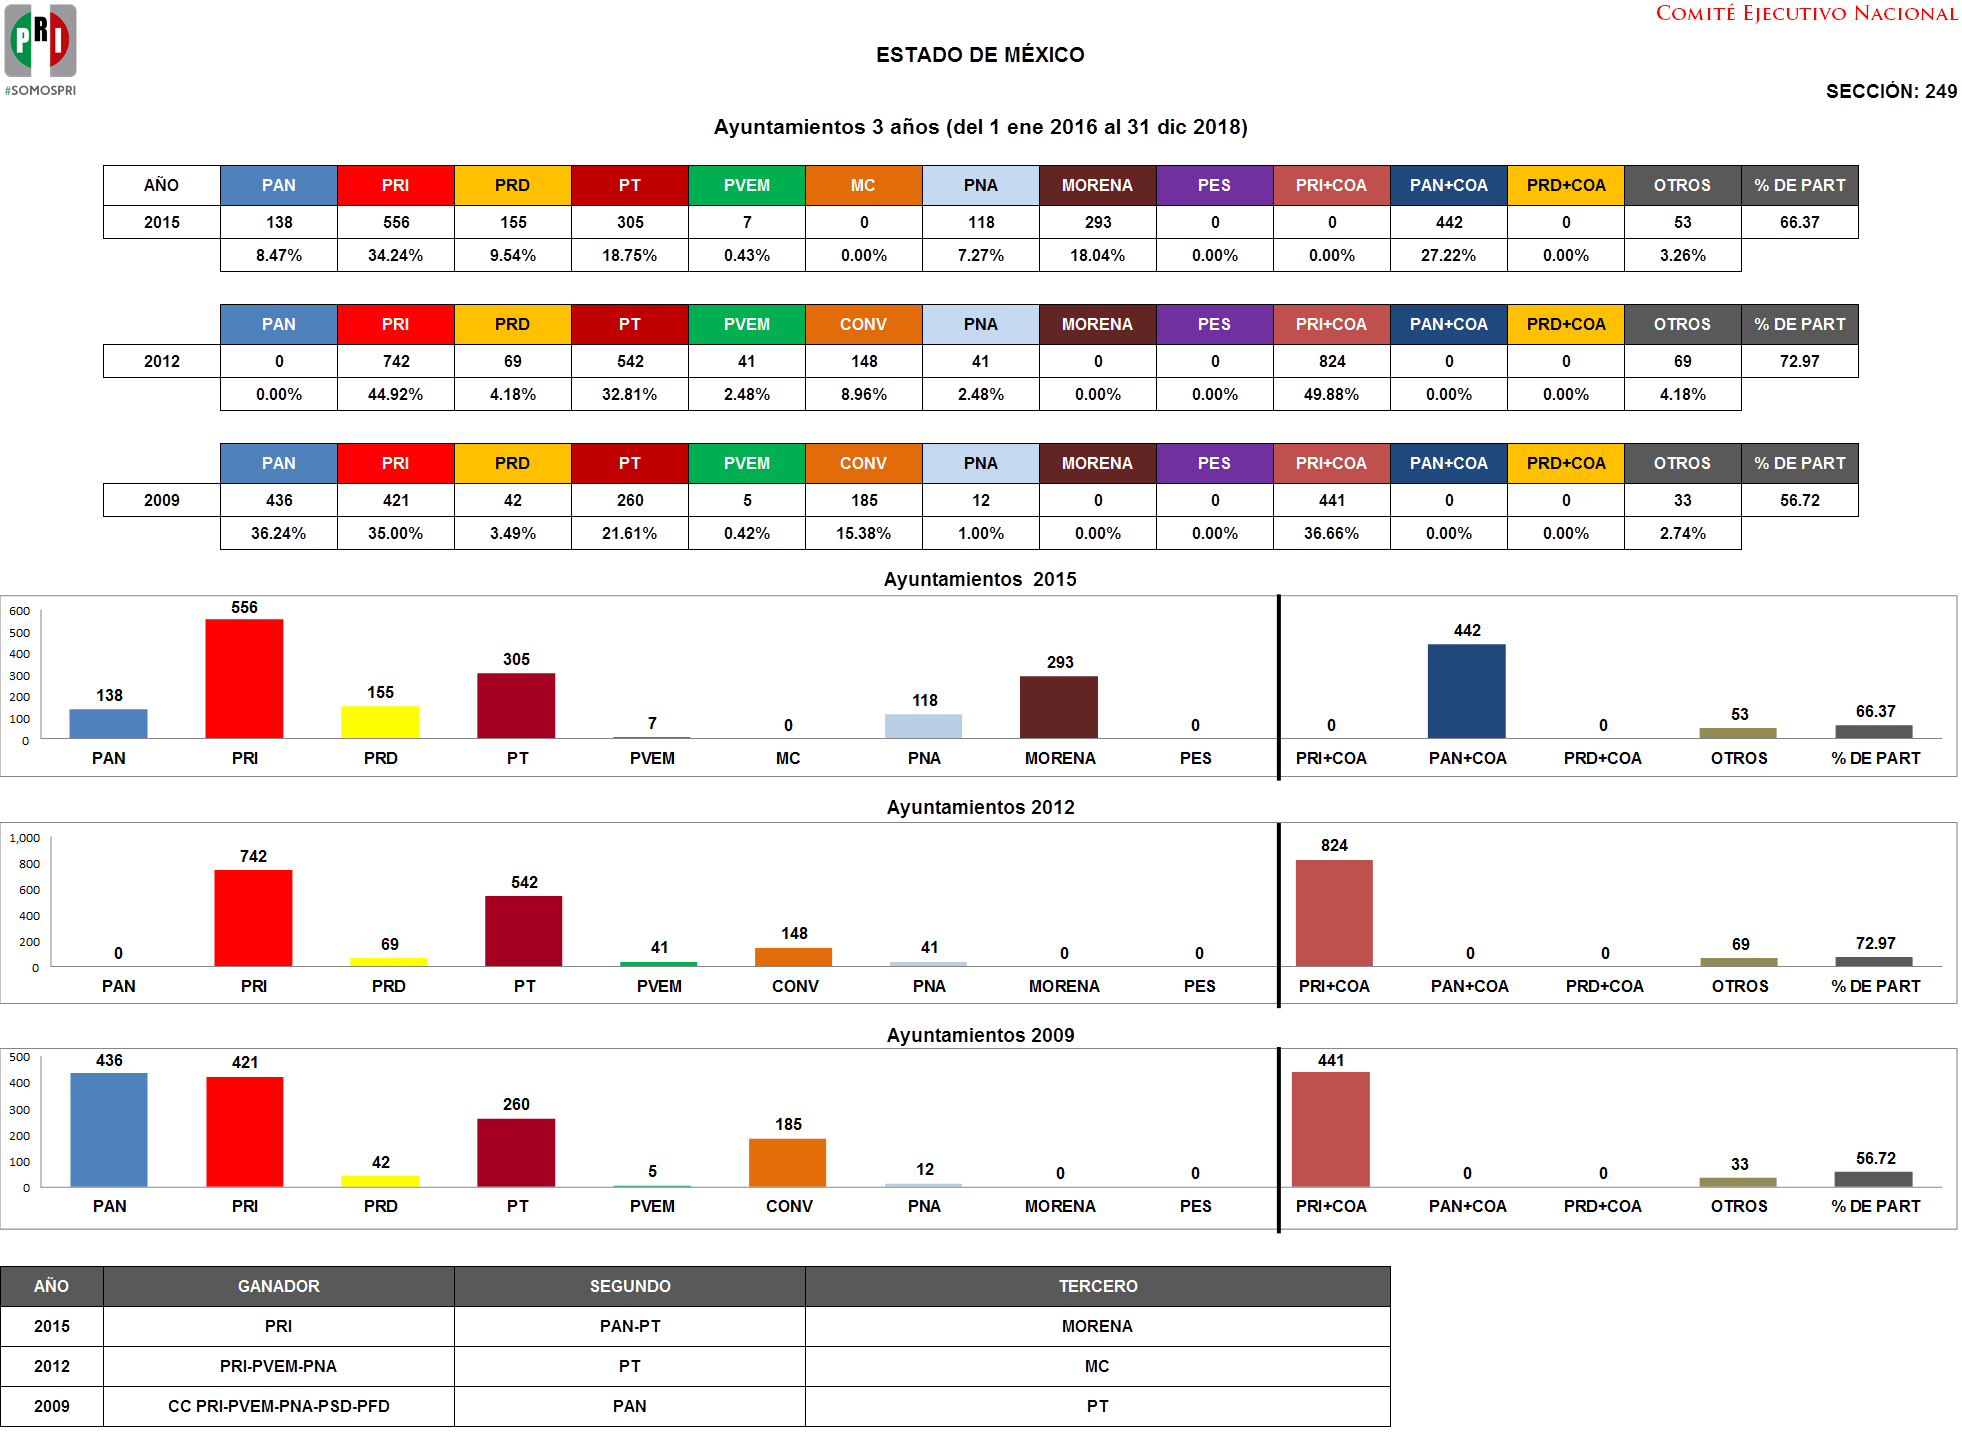 PRI
#SOMOSPRI
COMITÉ EJECUTIVO NACIONAL
ESTADO DE MÉXICO
SECCIÓN: 249
Ayuntamientos 3 años (del 1 ene 2016 al 31 dic 2018)
AÑO PAN PRI PRD PT PVEM MC PNA MORENA PES PRI+COA PAN+COA PRD+COA OTROS % DE PART
2015 138 556 155 305 7 0 118 293 0 0 442 0 53 66.37
8.47% 34.24% 9.54% 18.75% 0.43% 0.00% 7.27% 18.04% 0.00% 0.00% 27.22% 0.00% 3.26%
PAN PRI PRD PT PVEM CONV PNA MORENA PES PRI+COA PAN+COA PRD+COA OTROS % DE PART
2012 0 742 69 542 41 148 41 0 0 824 0 0 69 72.97
0.00% 44.92% 4.18% 32.81% 2.48% 8.96% 2.48% 0.00% 0.00% 49.88% 0.00% 0.00% 4.18%
PAN PRI PRD PT PVEM CONV PNA MORENA PES PRI+COA PAN+COA PRD+COA OTROS % DE PART
2009 436 421 42 260 5 185 12 0 0 441 0 0 33 56.72
36.24% 35.00% 3.49% 21.61% 0.42% 15.38% 1.00% 0.00% 0.00% 36.66% 0.00% 0.00% 2.74%
Ayuntamientos 2015
600
500
400
300
200
100
0
138 556 155 305 7 0 118 293 0 0 442 0 53 66.37
PAN PRI PRD PT PVEM MC PNA MORENA PES PRI+COA PAN+COA PRD+COA OTROS % DE PART
Ayuntamientos 2012
1,000
800
600
400
200
0
0 742 69 542 41 148 41 0 0 824 0 0 69 72.97
PAN PRI PRD PT PVEM CONV PNA MORENA PES PRI+COA PAN+COA PRD+COA OTROS % DE PART
Ayuntamientos 2009
500
400
300
200
100
0
436 421 42 260 5 185 12 0 0 441 0 0 33 56.72
PAN PRI PRD PT PVEM CONV PNA MORENA PES PRI+COA PAN+COA PRD+COA OTROS % DE PART
AÑO GANADOR SEGUNDO TERCERO
2015 PRI PAN-PT MORENA
2012 PRI-PVEM-PNA PT MC
2009 CC PRI-PVEM-PNA-PSD-PFD PAN PT